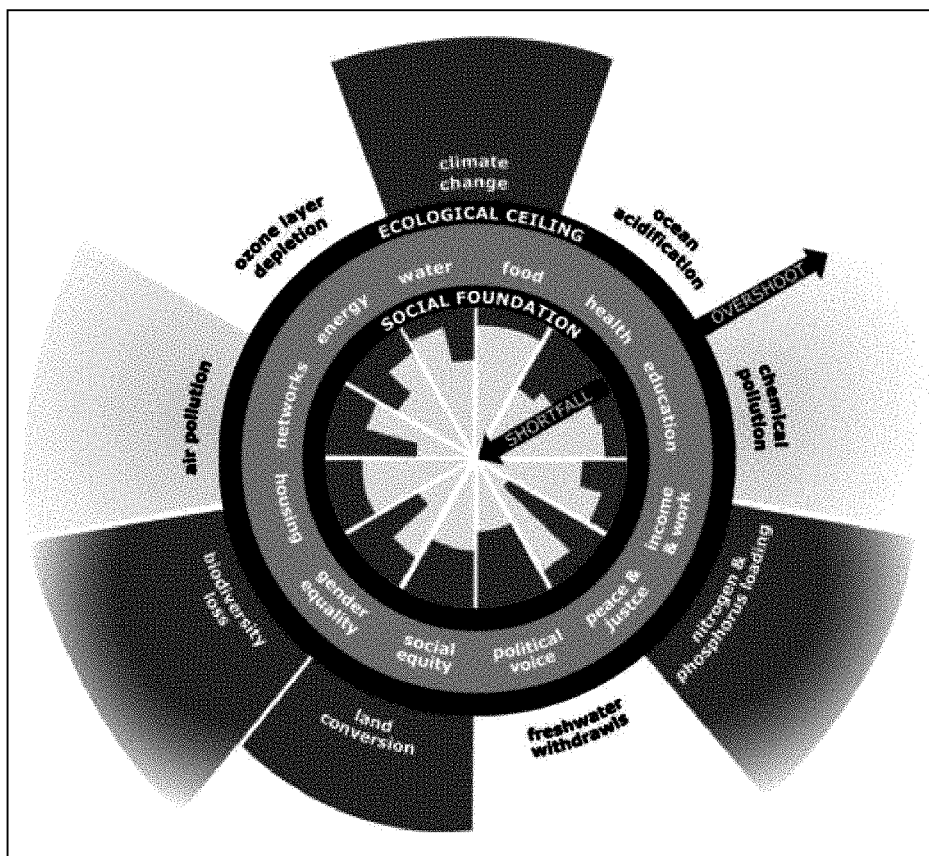 climate
change
ozone layer
depletion
ECOLOGICAL CEILING
ocean
acidification
water
food
energy
SOCIAL FOUNDATION
health
OVERSHOOT
networks
education
SHORTFALL
air pollution
chemical
pollution
housing
income
& work
biodiversity
loss
gender
equality
social
equity
political
voice
peace &
justce
nitrogen &
phosphorus loading
land
conversion
freshwater
withdrawls